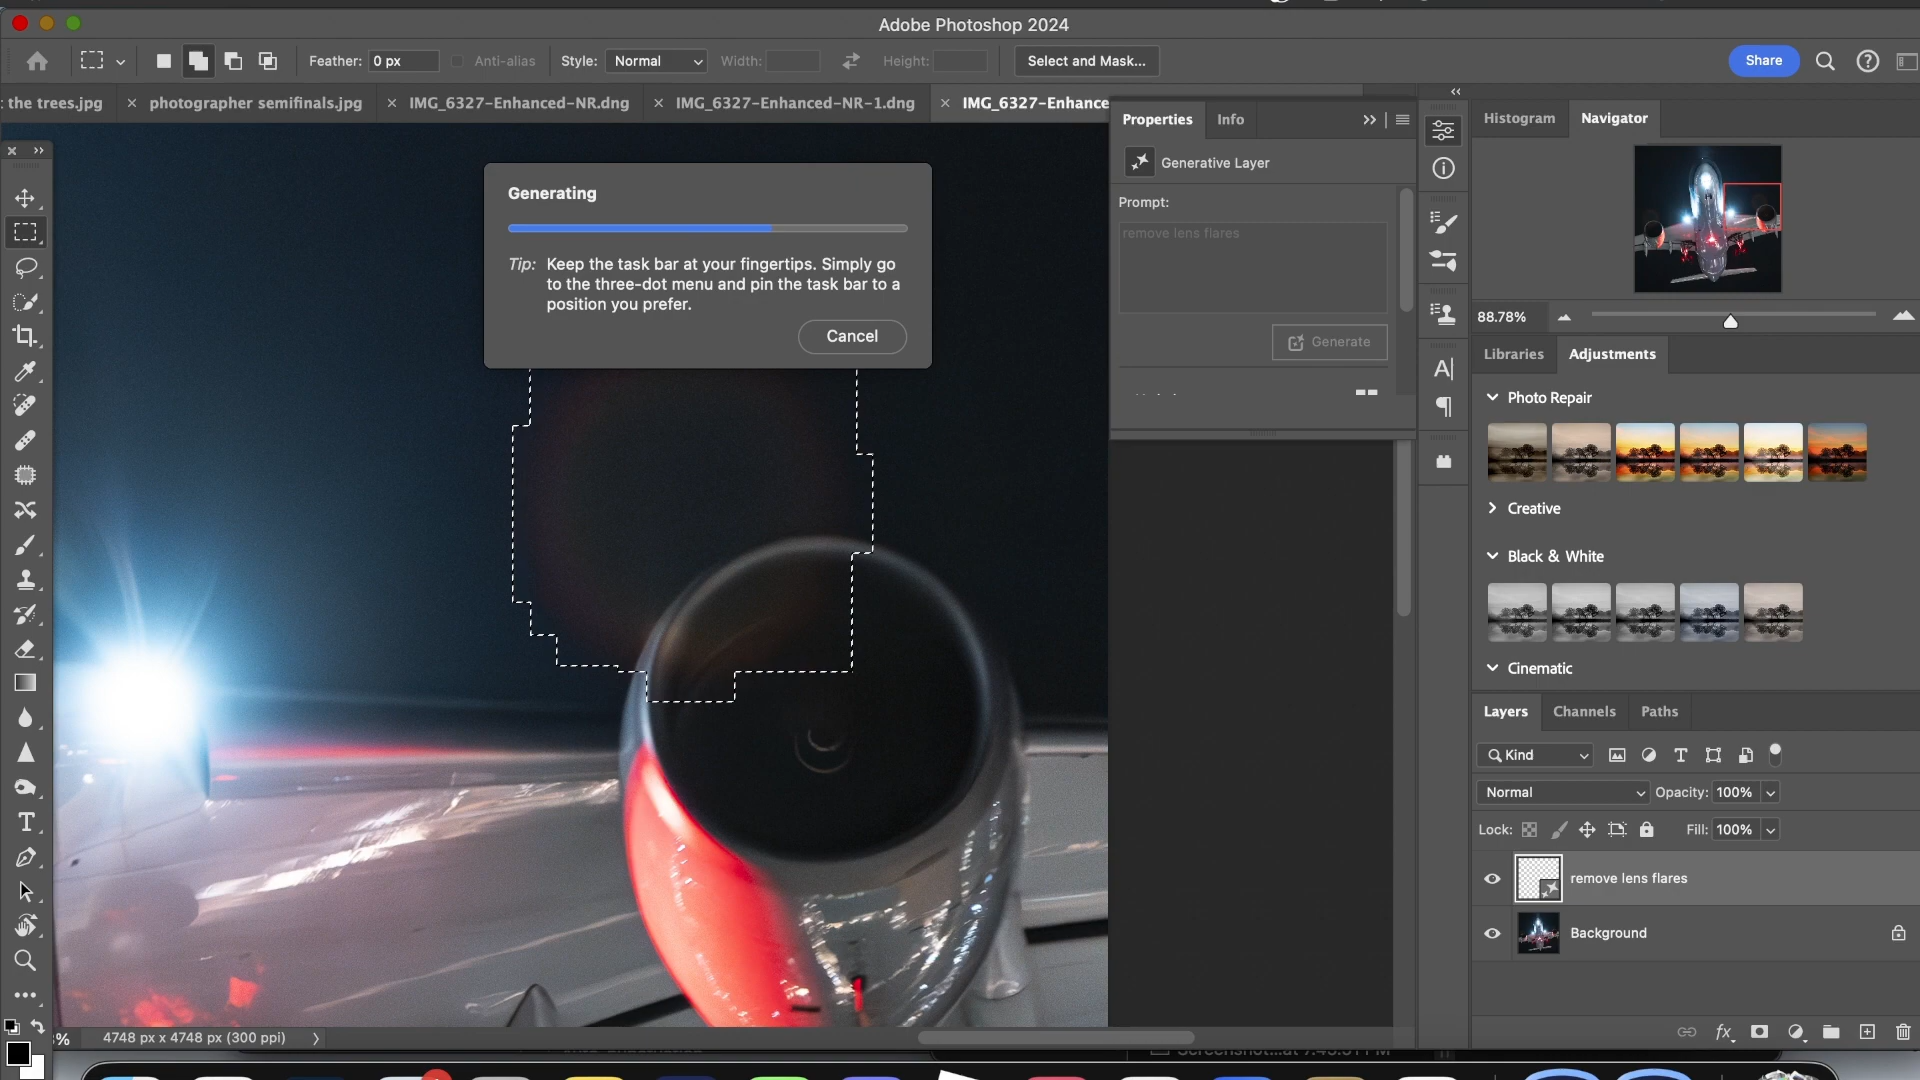 Adobe Photoshop 2024
Feather: 0 px Anti-alias Style: Normal Width: Height: Select and Mask... Share
the trees.jpg × photographer semifinals.jpg × IMG_6327-Enhanced-NR.dng × IMG_6327-Enhanced-NR-1.dng × IMG_6327-Enhance
Properties Info
Generative Layer
Prompt:
remove lens flares
Generate
Generating
Tip: Keep the task bar at your fingertips. Simply go
to the three-dot menu and pin the task bar to a
position you prefer.
Cancel
Histogram Navigator
88.78%
Libraries Adjustments
Photo Repair
Creative
Black & White
Cinematic
Layers Channels Paths
Kind
Normal Opacity: 100%
Lock: Fill: 100%
remove lens flares
Background
% 4748 px x 4748 px (300 ppi)